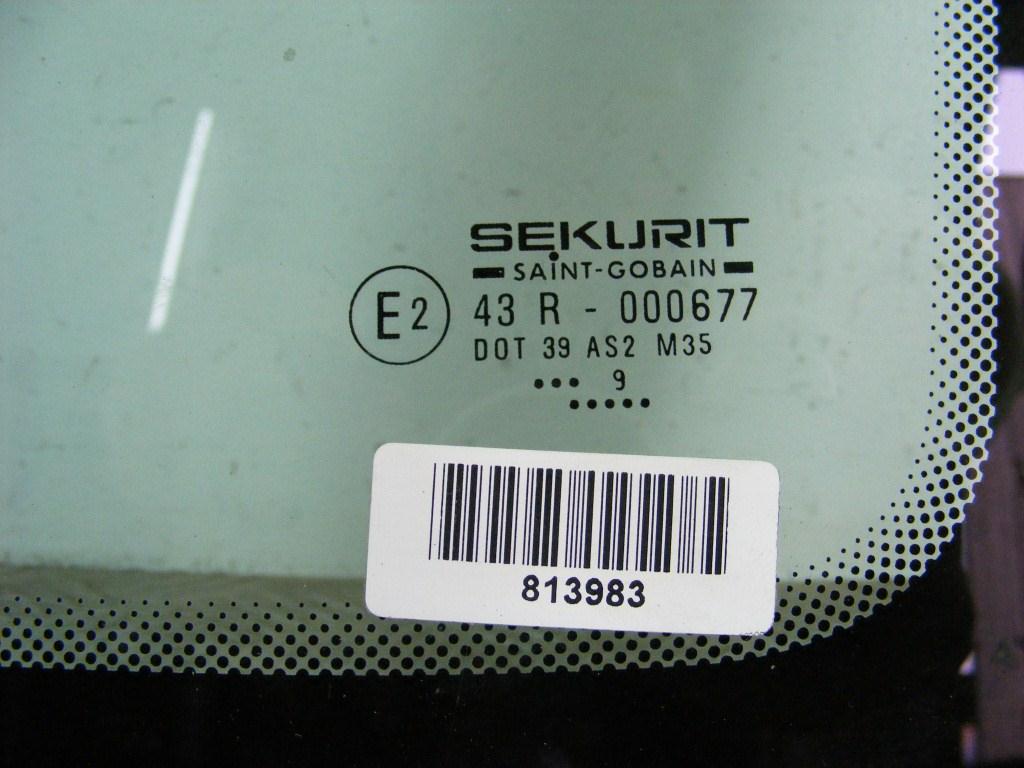 SEKURIT
SAINT-GOBAIN
E2
43 R - 000677
DOT 39 AS2 M35
... 9
.....
813983